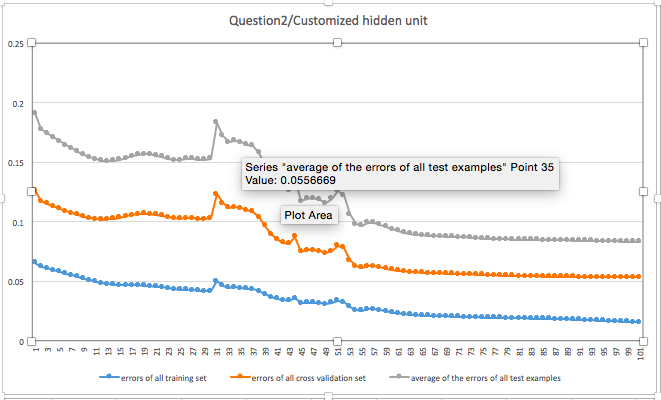 Question2/Customized hidden unit
0.25
0.2
0.15
0.1
0.05
0
Series "average of the errors of all test examples" Point 35
Value: 0.0556669
Plot Area
1 3 5 7 9 11 13 15 17 19 21 23 25 27 29 31 33 35 37 39 41 43 45 47 49 51 53 55 57 59 61 63 65 67 69 71 73 75 77 79 81 83 85 87 89 91 93 95 97 99 101
errors of all training set errors of all cross validation set average of the errors of all test examples